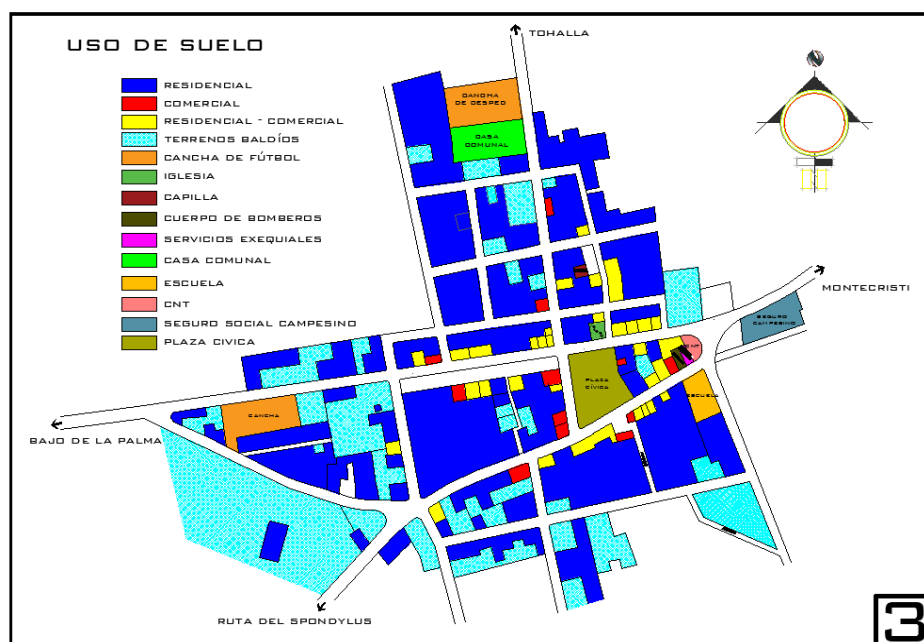 USO DE SUELO
RESIDENCIAL
COMERCIAL
RESIDENCIAL - COMERCIAL
TERRENOS BALDÍOS
CANCHA DE FÚTBOL
IGLESIA
CAPILLA
CUERPO DE BOMBEROS
SERVICIOS EXEQUIALES
CASA COMUNAL
ESCUELA
CNT
SEGURO SOCIAL CAMPESINO
PLAZA CIVICA
TOHALLA
CANCHA
DE CESPED
CASA
COMUNAL
MONTECRISTI
SEGURO
CAMPESINO
PLAZA
CÍVICA
ESCUELA
CANCHA
BAJO DE LA PALMA
RUTA DEL SPONDYLUS
3